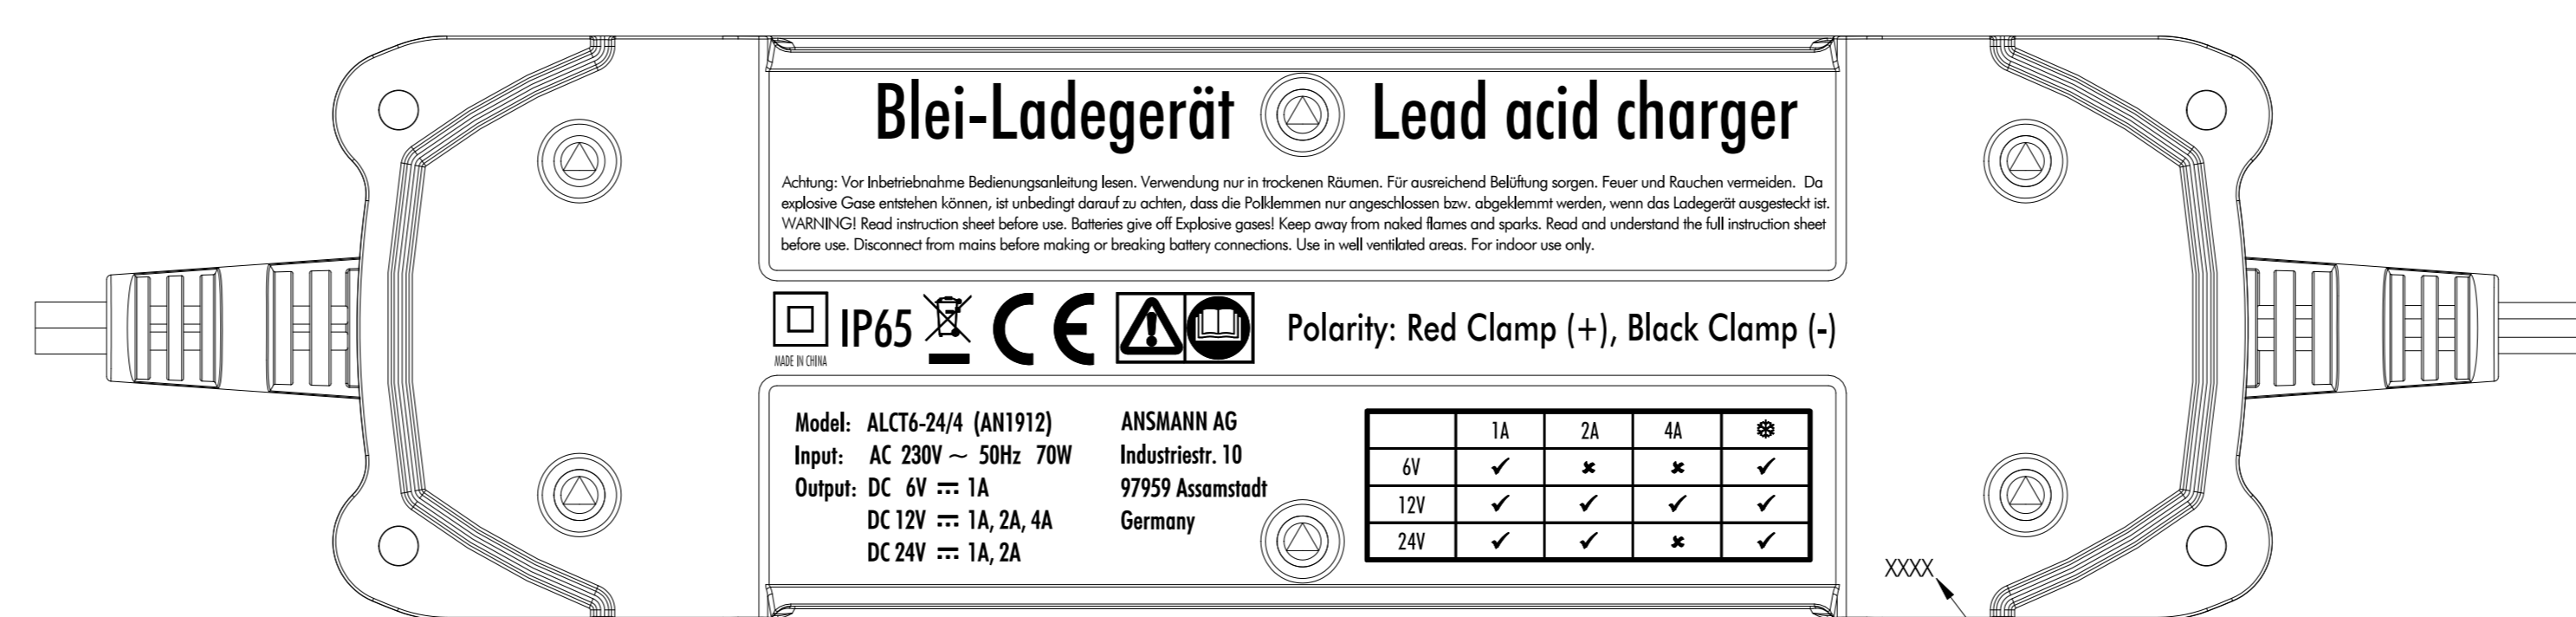 Blei-Ladegerät Lead acid charger
Achtung: Vor Inbetriebnahme Bedienungsanleitung lesen. Verwendung nur in trockenen Räumen. Für ausreichend Belüftung sorgen. Feuer und Rauchen vermeiden. Da
explosive Gase entstehen können, ist unbedingt darauf zu achten, dass die Polklemmen nur angeschlossen bzw. abgeklemmt werden, wenn das Ladegerät ausgesteckt ist.
WARNING! Read instruction sheet before use. Batteries give off Explosive gases! Keep away from naked flames and sparks. Read and understand the full instruction sheet
before use. Disconnect from mains before making or breaking battery connections. Use in well ventilated areas. For indoor use only.
IP65 CE Polarity: Red Clamp (+), Black Clamp (-)
MADE IN CHINA
Model: ALCT6-24/4 (AN1912)
Input: AC 230V ~ 50Hz 70W
Output: DC 6V ⎓ 1A
DC 12V ⎓ 1A, 2A, 4A
DC 24V ⎓ 1A, 2A
ANSMANN AG
Industriestr. 10
97959 Assamstadt
Germany
1A 2A 4A ❄
6V ✓ ✗ ✗ ✓
12V ✓ ✓ ✓ ✓
24V ✓ ✓ ✗ ✓
XXXX